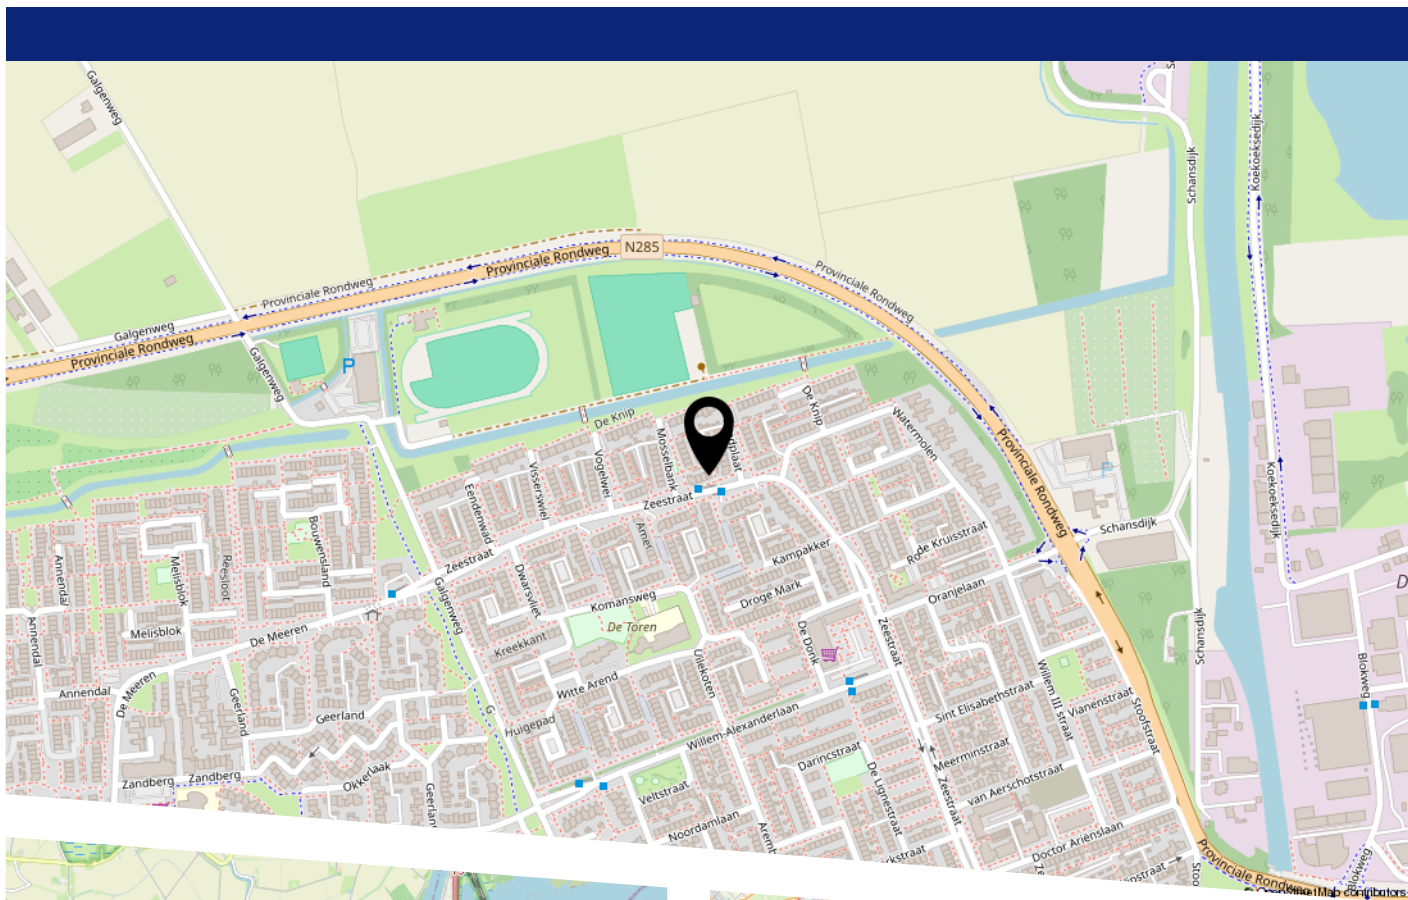 Galgenweg
Koekoeksedijk
Schansdijk
N285
Provinciale Rondweg
Provinciale Rondweg
Provinciale Rondweg
Galgenweg
Provinciale Rondweg
Galgenweg
P
De Knip
De Knip
Watermolen
Mosselbank
Vogelwei
Visserswiel
Eendenwad
Zeestraat
Zeestraat
Provinciale Rondweg
P
Koekoeksedijk
Schansdijk
Bouwensland
Reesloot
Melisblok
Annendal
Kampakker
Droge Mark
Oranjelaan
Dwarsvliet
Komansweg
De Toren
Galgenweg
De Meeren
Melisblok
Annendal
Kreekkant
De Donk
Zeestraat
Schansdijk
Annendal
De Meeren
Geerland
Geerland
Witte Arend
Uilekoten
Huigepad
Willem-Alexanderlaan
Sint Elisabethstraat
Willem III straat
Vianenstraat
Stoofstraat
Blokweg
Darincstraat
Meerminstraat
van Aerschotstraat
De Lignestraat
Zeestraat
Zandberg
Zandberg
Okkerlaak
Veltstraat
Noordamlaan
Doctor Ariënslaan
Provinciale Rondweg
Blokweg
© OpenStreetMap contributors